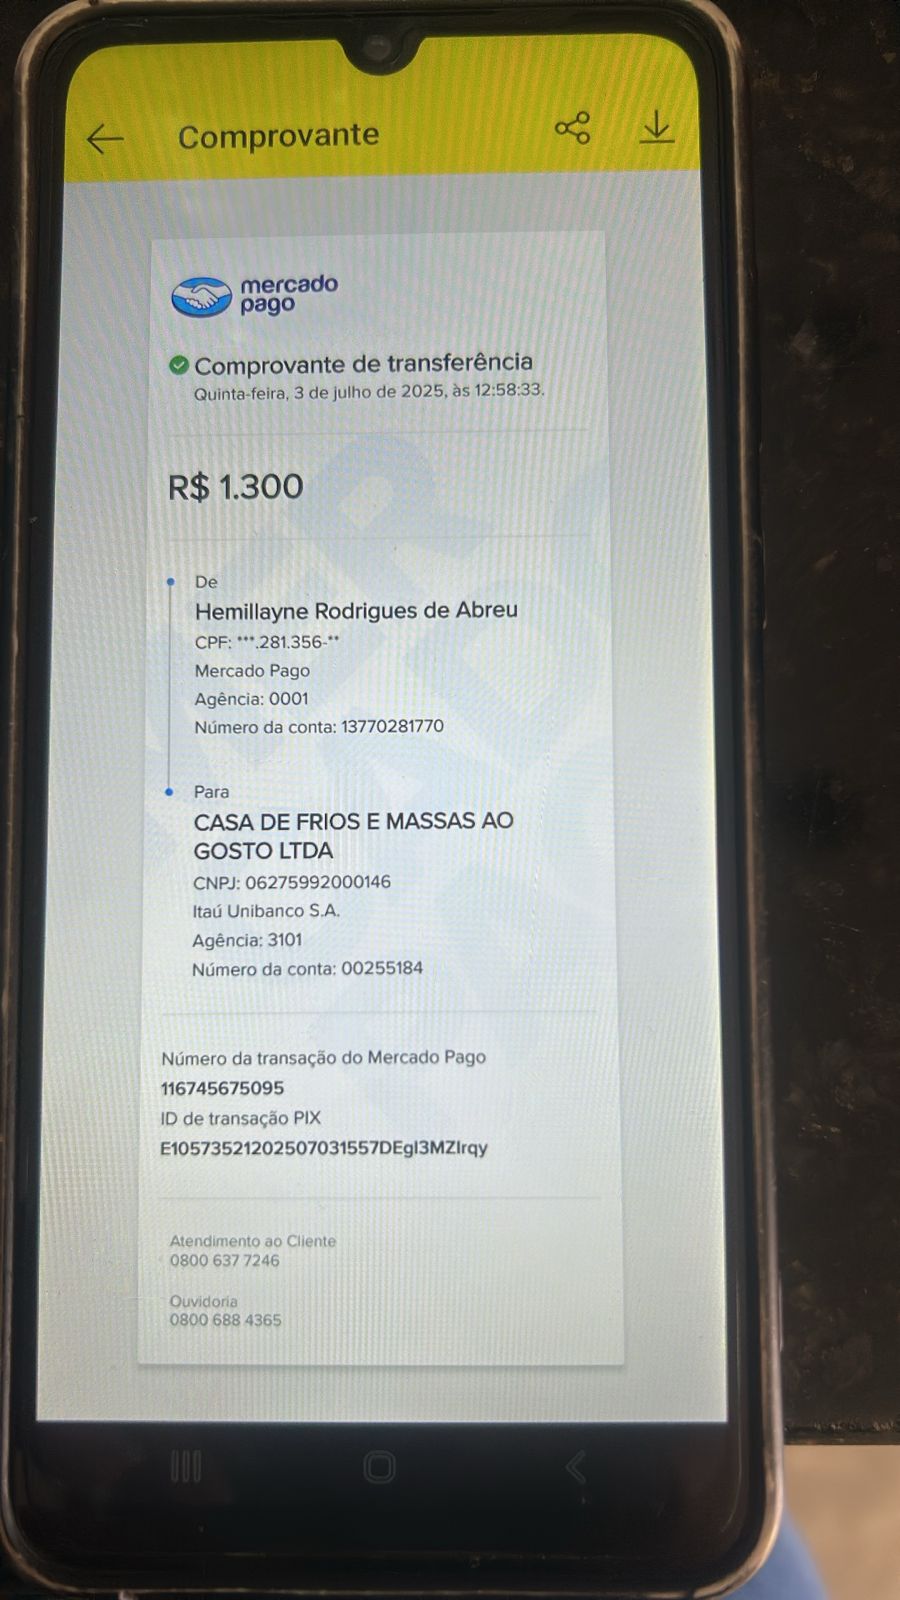 Comprovante
mercado
pago
Comprovante de transferência
Quinta-feira, 3 de julho de 2025, às 12:58:33.
R$ 1.300
De
Hemillayne Rodrigues de Abreu
CPF: ***.281.356-**
Mercado Pago
Agência: 0001
Número da conta: 13770281770
Para
CASA DE FRIOS E MASSAS AO
GOSTO LTDA
CNPJ: 06275992000146
Itaú Unibanco S.A.
Agência: 3101
Número da conta: 00255184
Número da transação do Mercado Pago
116745675095
ID de transação PIX
E10573521202507031557DEgI3MZIrqy
Atendimento ao Cliente
0800 637 7246
Ouvidoria
0800 688 4365